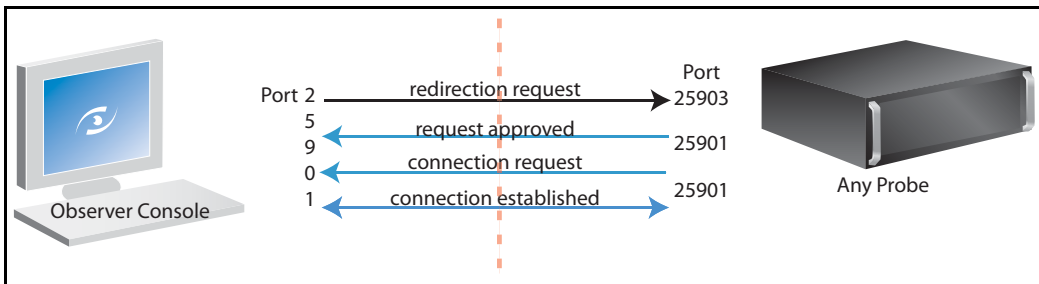 redirection request
Port
Port 2
25903
5
request approved
25901
9
connection request
0
25901
1
connection established
Observer Console
Any Probe